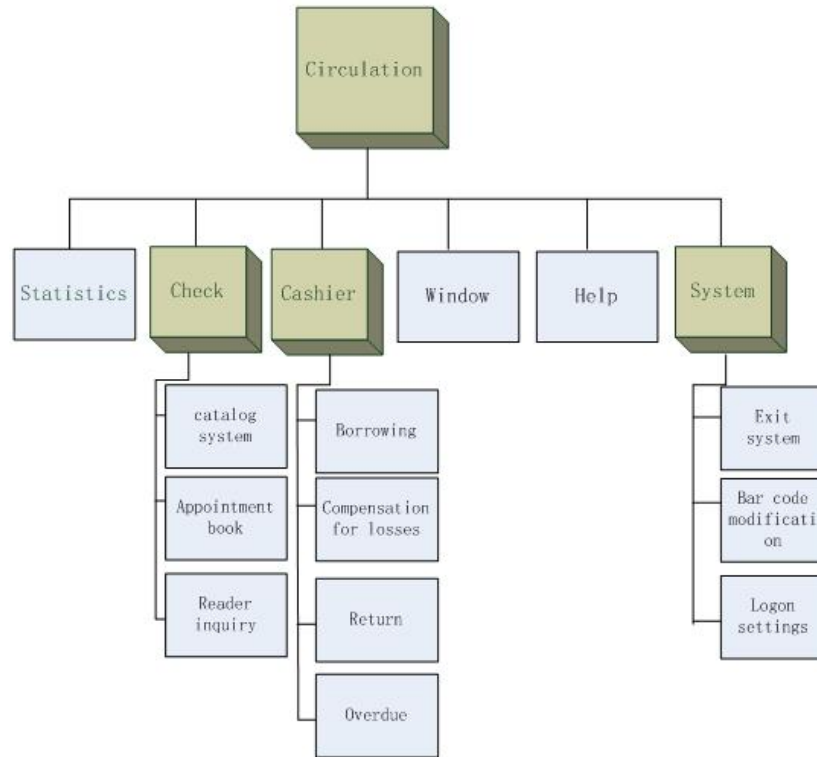 Circulation
Statistics
Check
Cashier
Window
Help
System
catalog
system
Appointment
book
Reader
inquiry
Borrowing
Compensation
for losses
Return
Overdue
Exit
system
Bar code
modificati
on
Logon
settings